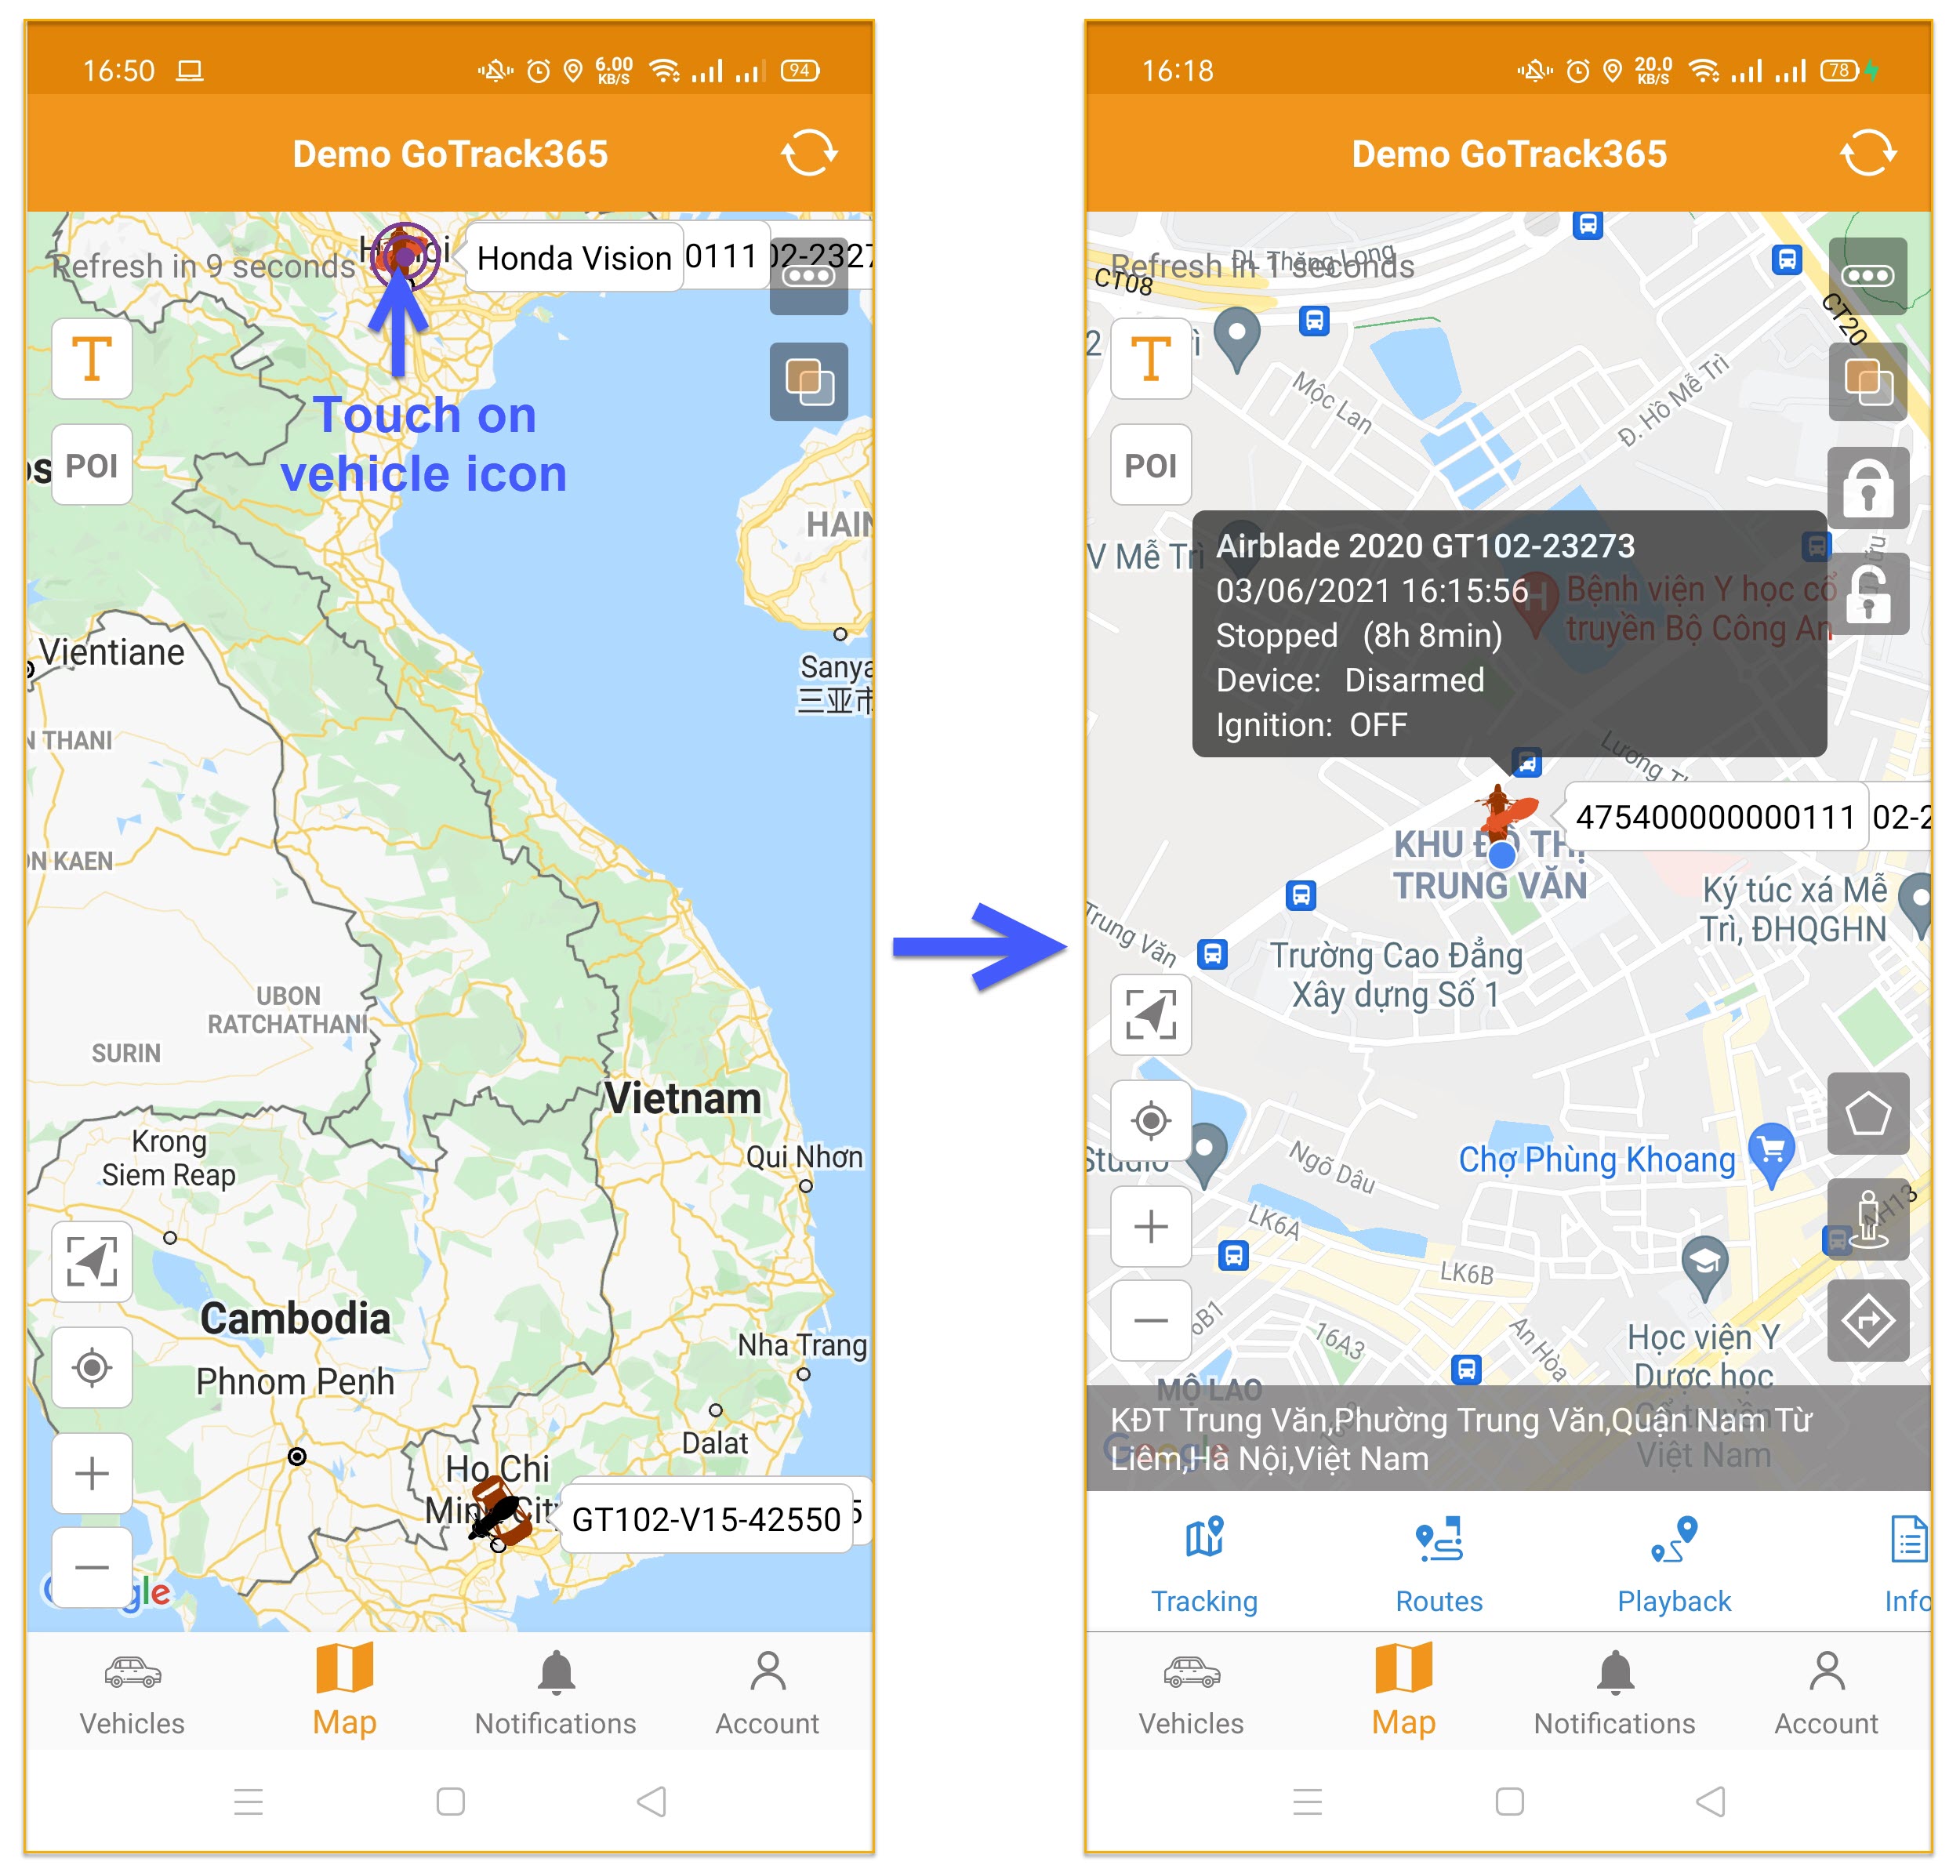 16:50
6.00
KB/S
94
Demo GoTrack365
Refresh in 9 seconds
Honda Vision
0111
02-2327
T
POI
Touch on
vehicle icon
HAIN
Vientiane
Sanya
三亚市
N THANI
ON KAEN
UBON
RATCHATHANI
SURIN
Vietnam
Krong
Siem Reap
Qui Nhơn
Cambodia
Phnom Penh
Nha Trang
Dalat
Ho Chi
Minh City
GT102-V15-42550
5
Vehicles
Map
Notifications
Account
16:18
20.0
KB/S
78
Demo GoTrack365
Refresh in 1 seconds
ĐL Thăng Long
CT08
CT20
T
POI
2
Mộc Lan
Đ. Hồ Mễ Trì
V Mễ Trì
Airblade 2020 GT102-23273
03/06/2021 16:15:56
Stopped (8h 8min)
Device: Disarmed
Ignition: OFF
H
Bệnh viện Y học cổ
truyền Bộ Công An
475400000000111
02-2
KHU ĐÔ THỊ
TRUNG VĂN
Ký túc xá Mễ
Trì, ĐHQGHN
Trung Văn
Trường Cao Đẳng
Xây dựng Số 1
Studio
Ngõ Dâu
Chợ Phùng Khoang
AH13
LK6A
LK6B
6B1
16A3
An Hòa
Học viện Y
Dược học
Cổ truyền
Việt Nam
MỘ LAO
KĐT Trung Văn,Phường Trung Văn,Quận Nam Từ
Liêm,Hà Nội,Việt Nam
Google
Tracking
Routes
Playback
Info
Vehicles
Map
Notifications
Account